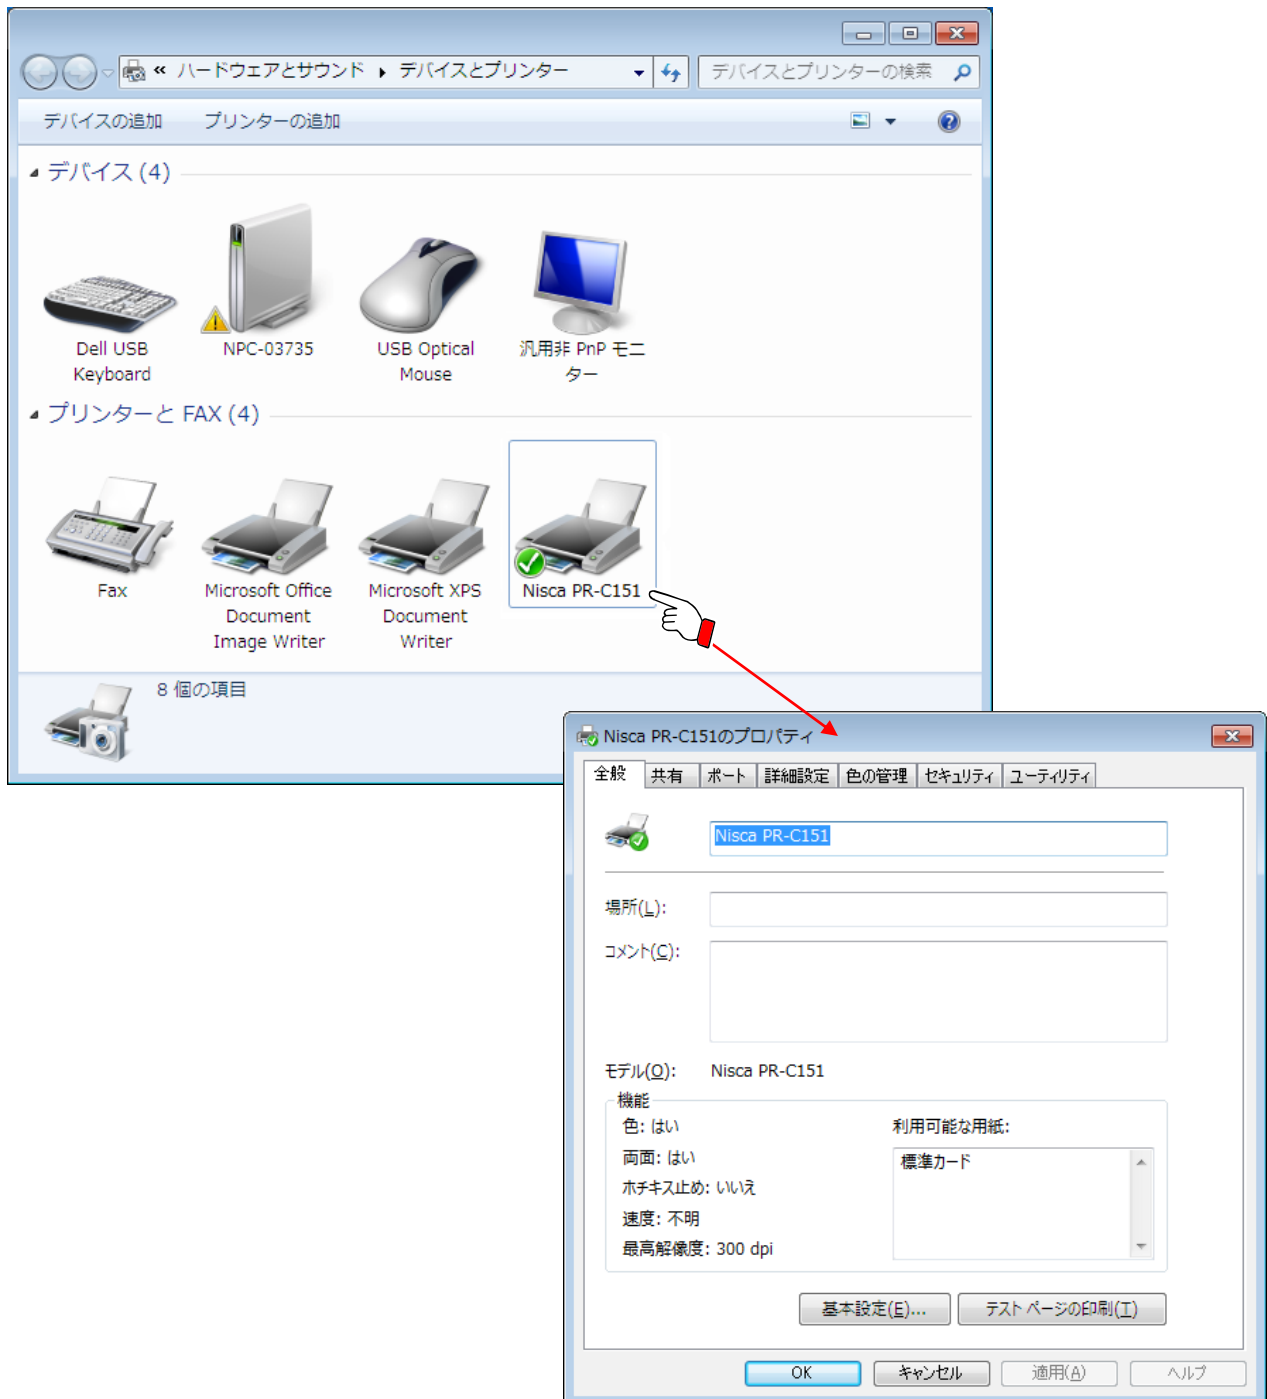 « ハードウェアとサウンド ▸ デバイスとプリンター
デバイスとプリンターの検索
デバイスの追加 プリンターの追加
デバイス (4)
Dell USB
Keyboard
NPC-03735
USB Optical
Mouse
汎用非 PnP モニ
ター
プリンターと FAX (4)
Fax
Microsoft Office
Document
Image Writer
Microsoft XPS
Document
Writer
Nisca PR-C151
8 個の項目
Nisca PR-C151のプロパティ
全般 共有 ポート 詳細設定 色の管理 セキュリティ ユーティリティ
Nisca PR-C151
場所(L):
コメント(C):
モデル(O): Nisca PR-C151
機能
色: はい
両面: はい
ホチキス止め: いいえ
速度: 不明
最高解像度: 300 dpi
利用可能な用紙:
標準カード
基本設定(E)... テスト ページの印刷(T)
OK キャンセル 適用(A) ヘルプ